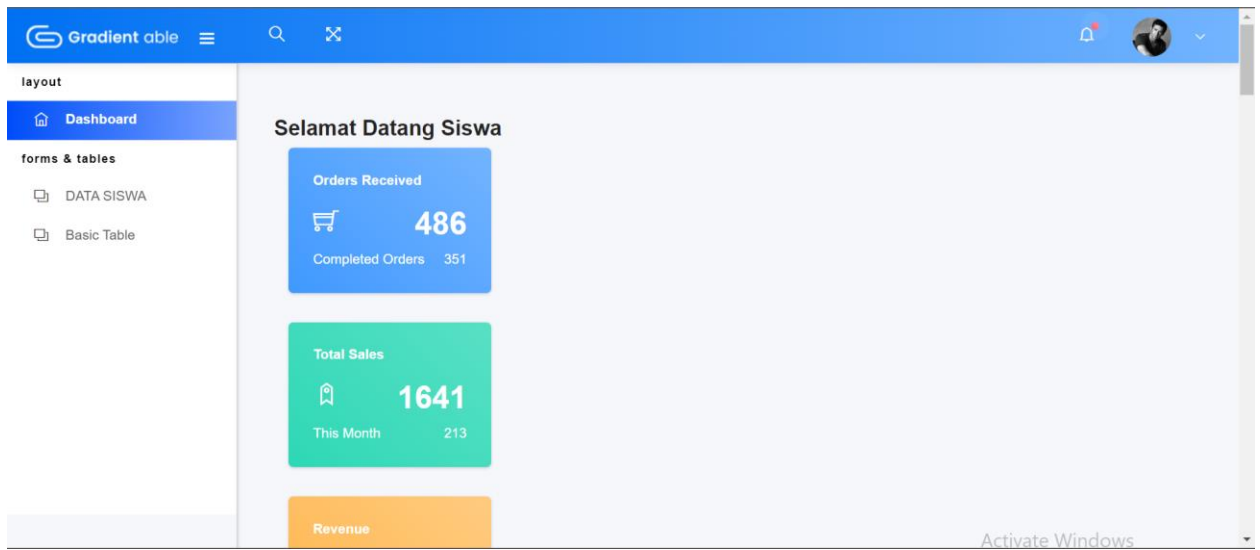 Gradient able
layout
Dashboard
forms & tables
DATA SISWA
Basic Table
Selamat Datang Siswa
Orders Received
486
Completed Orders 351
Total Sales
1641
This Month 213
Revenue
Activate Windows